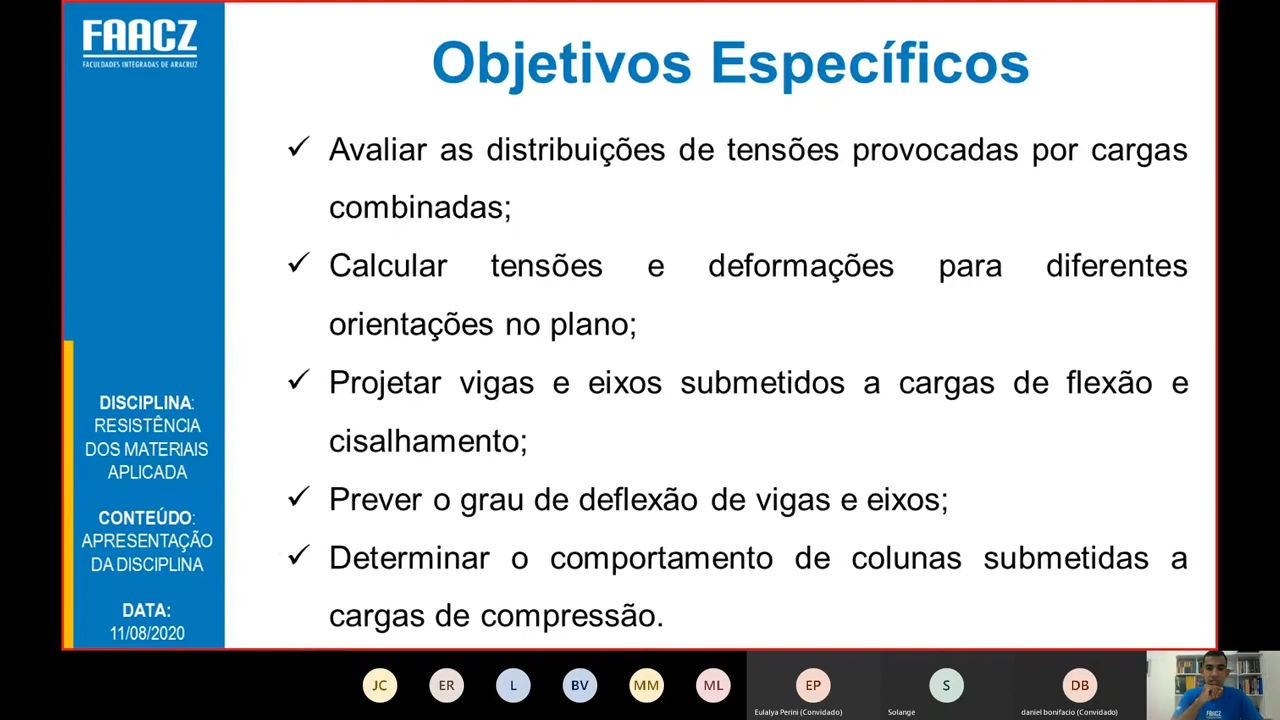 FAACZ
FACULDADES INTEGRADAS DE ARACRUZ
Objetivos Específicos
✓ Avaliar as distribuições de tensões provocadas por cargas
combinadas;
✓ Calcular tensões e deformações para diferentes
orientações no plano;
✓ Projetar vigas e eixos submetidos a cargas de flexão e
cisalhamento;
✓ Prever o grau de deflexão de vigas e eixos;
✓ Determinar o comportamento de colunas submetidas a
cargas de compressão.
DISCIPLINA:
RESISTÊNCIA
DOS MATERIAIS
APLICADA
CONTEÚDO:
APRESENTAÇÃO
DA DISCIPLINA
DATA:
11/08/2020
JC
ER
L
BV
MM
ML
EP
Eulalya Perini (Convidado)
S
Solange
DB
daniel bonifacio (Convidado)
FAACZ